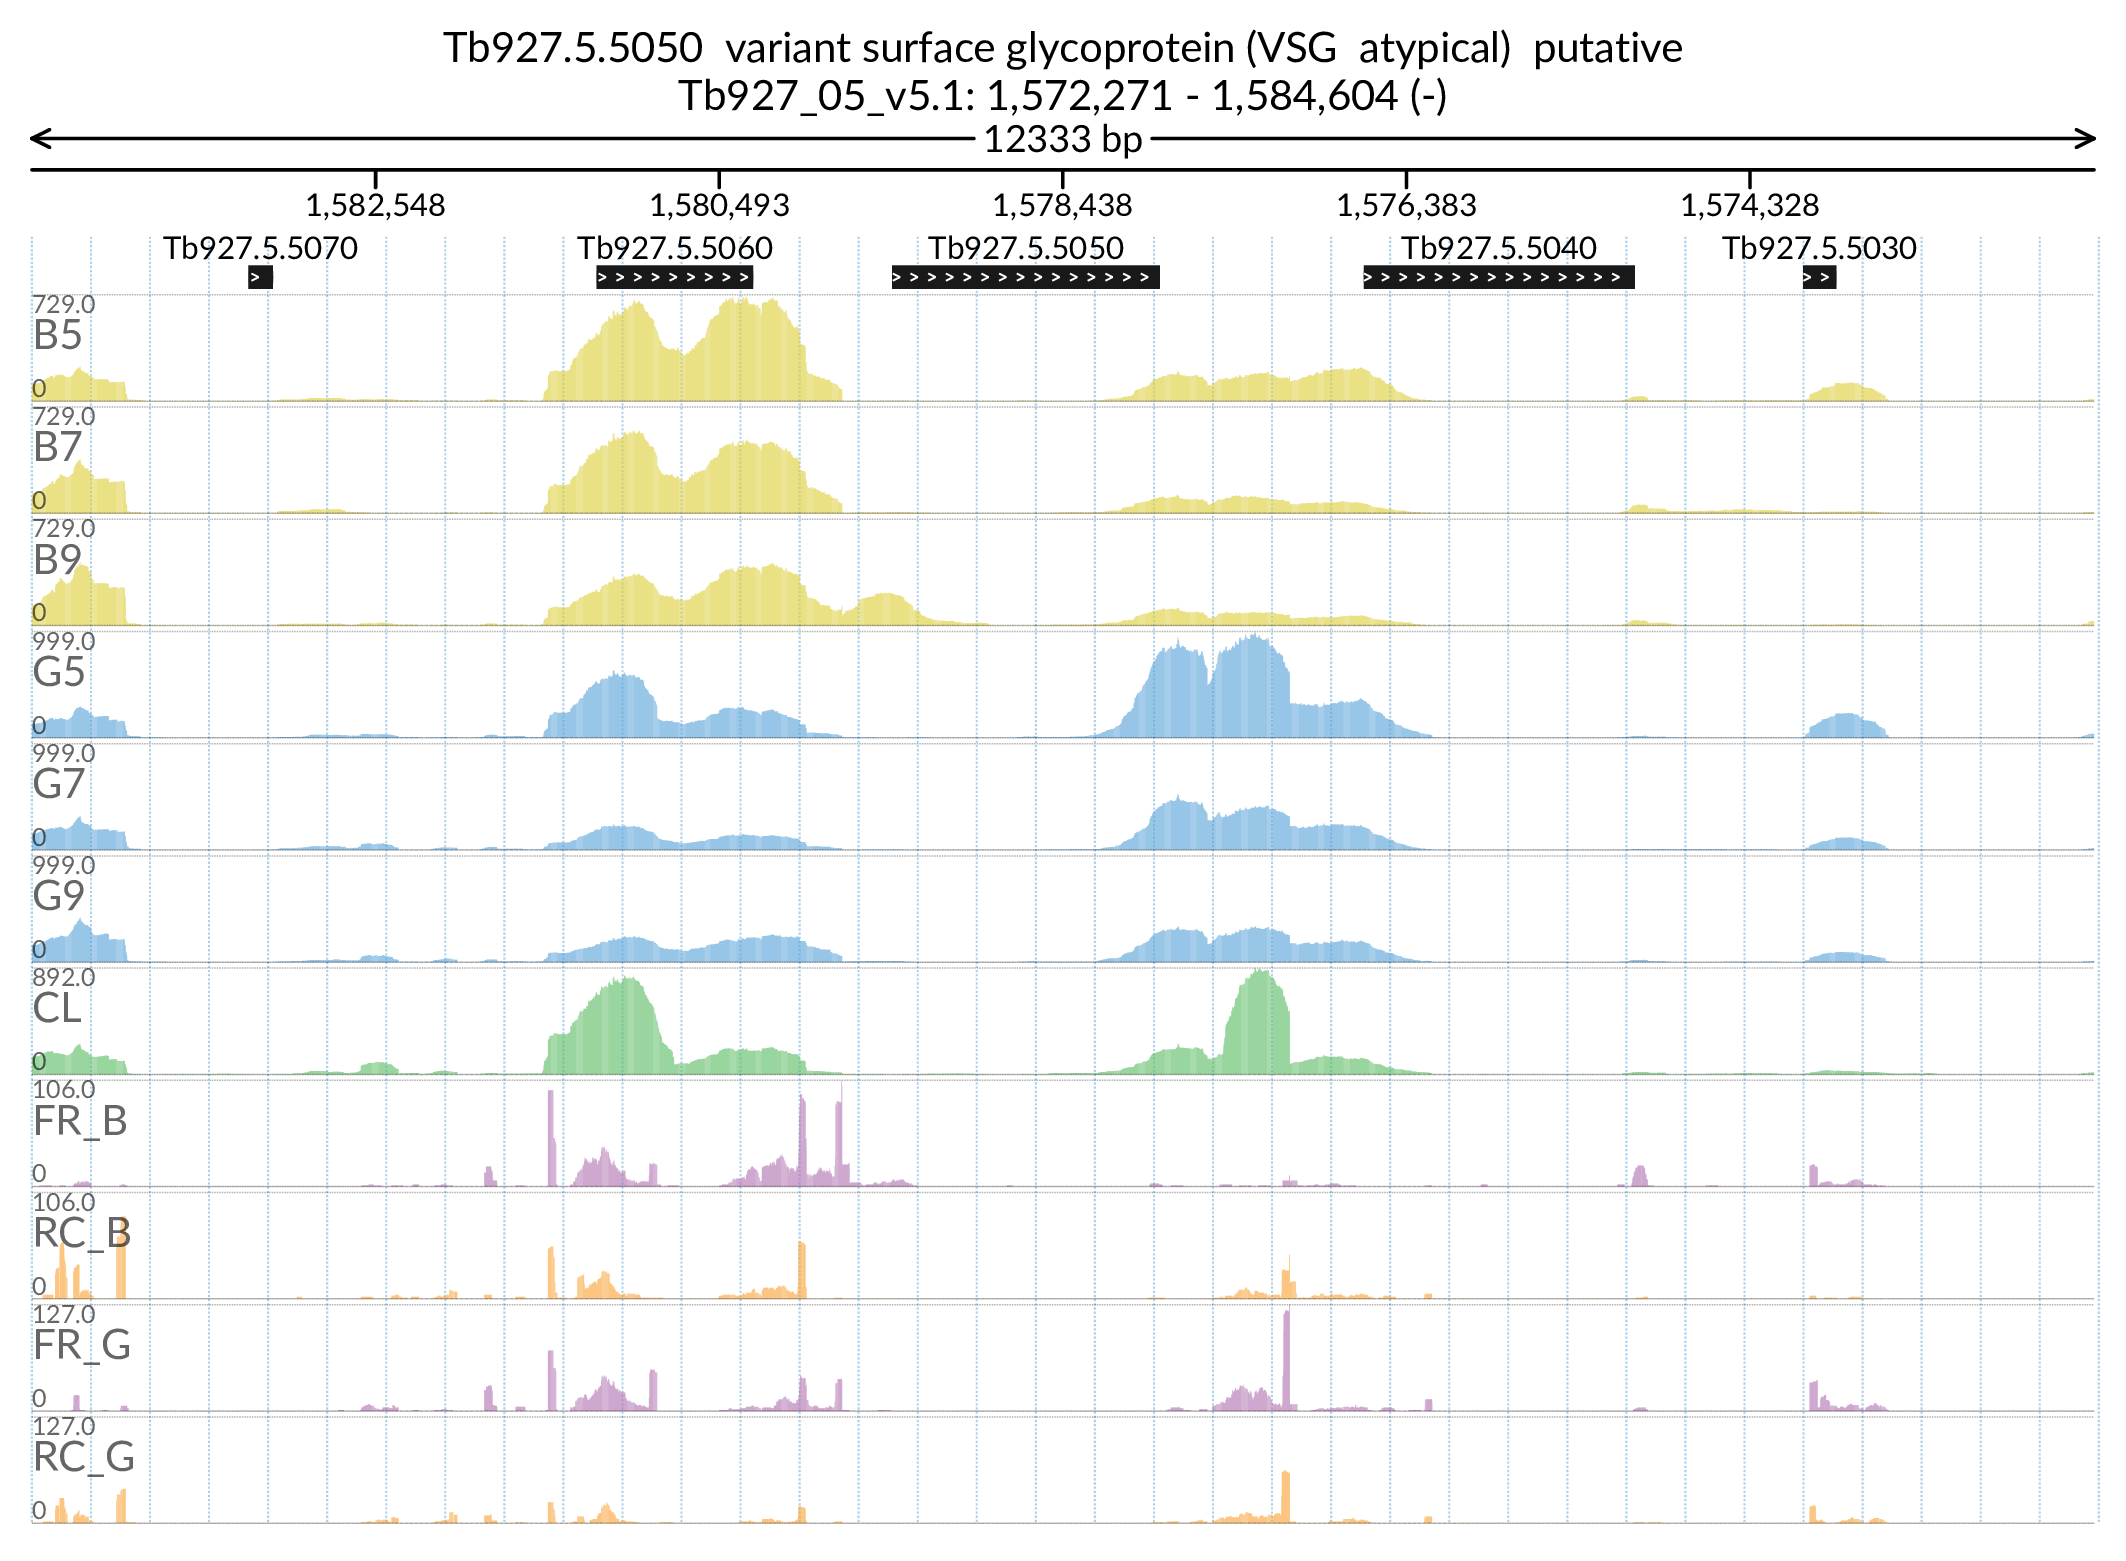 Tb927.5.5050  variant surface glycoprotein (VSG  atypical)  putative
Tb927_05_v5.1: 1,572,271 - 1,584,604 (-)
12333 bp
1,582,548 1,580,493 1,578,438 1,576,383 1,574,328
Tb927.5.5070 Tb927.5.5060 Tb927.5.5050 Tb927.5.5040 Tb927.5.5030
729.0
B5
0
729.0
B7
0
729.0
B9
0
999.0
G5
0
999.0
G7
0
999.0
G9
0
892.0
CL
0
106.0
FR_B
0
106.0
RC_B
0
127.0
FR_G
0
127.0
RC_G
0